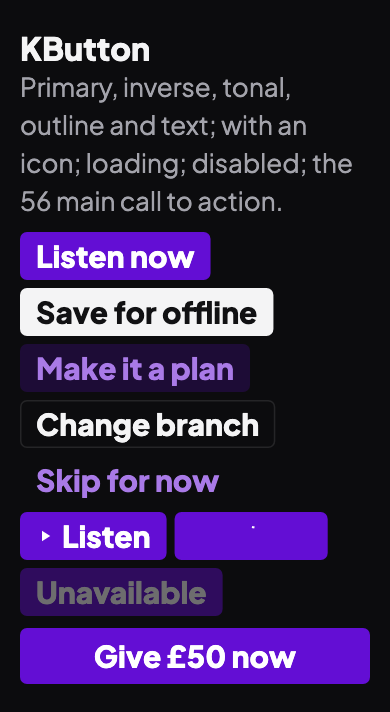 KButton
Primary, inverse, tonal,
outline and text; with an
icon; loading; disabled; the
56 main call to action.
Listen now
Save for offline
Make it a plan
Change branch
Skip for now
Listen
Unavailable
Give £50 now